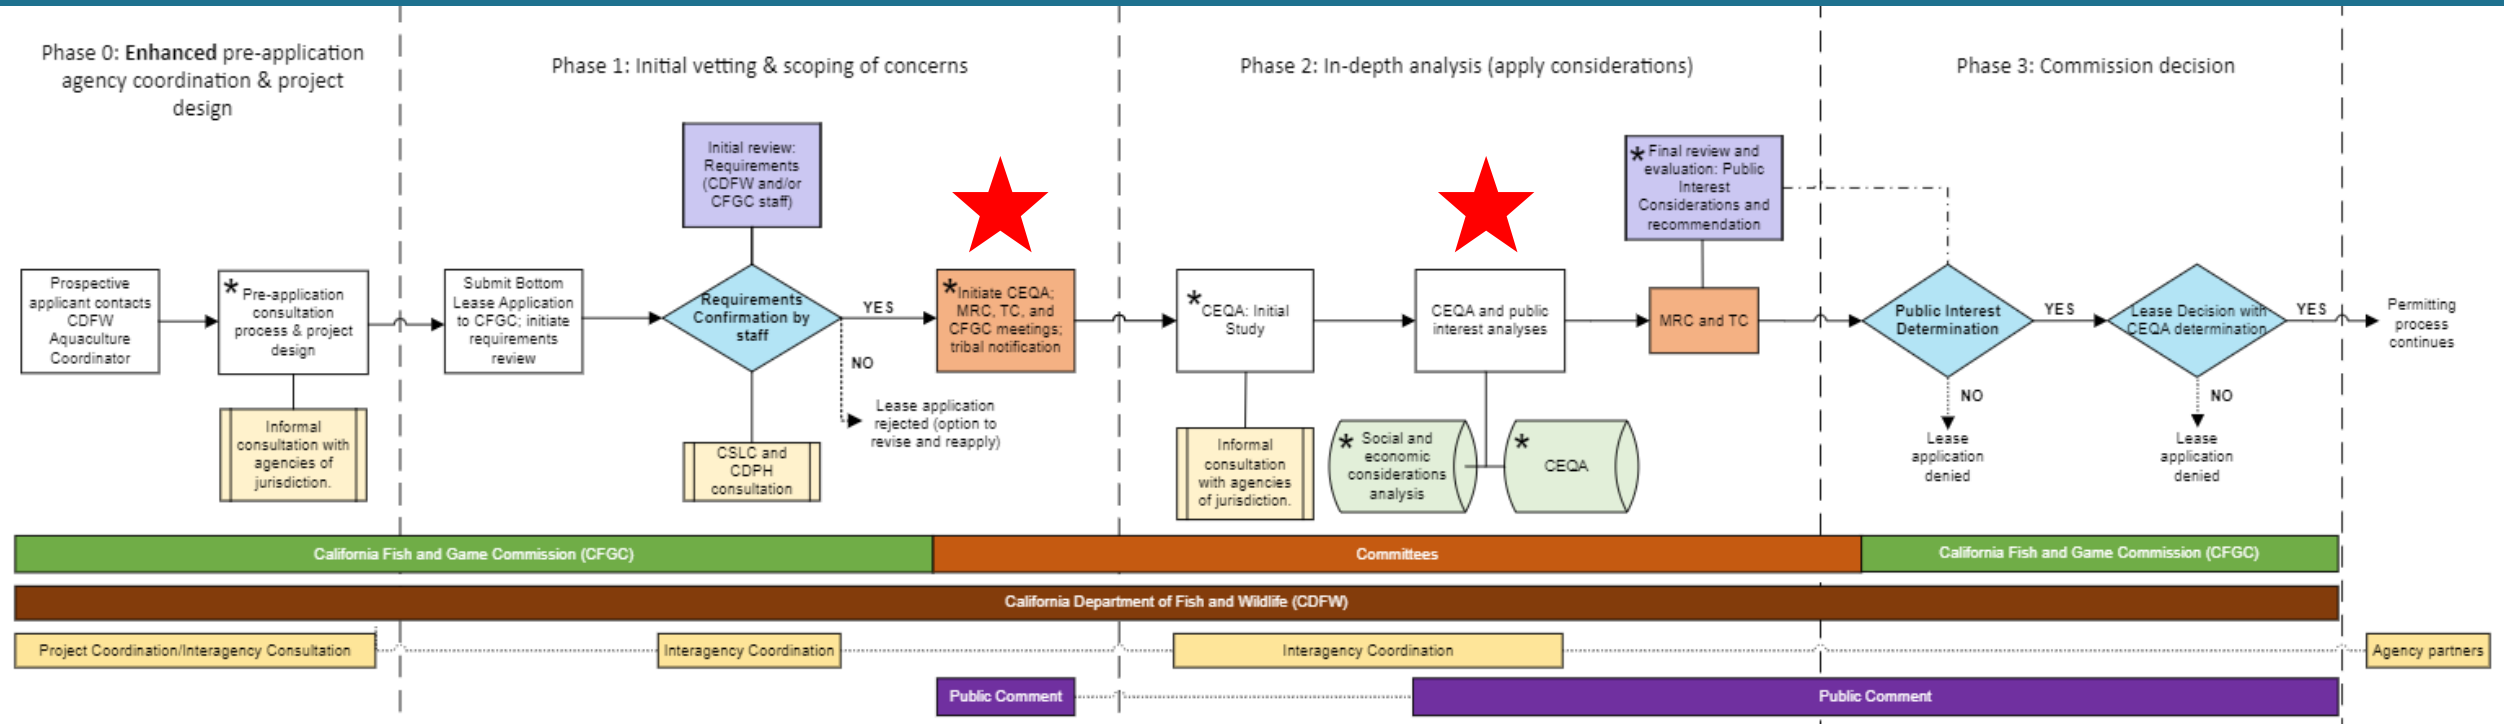 Phase 0: Enhanced pre-application
agency coordination & project
design
Phase 1: Initial vetting & scoping of concerns
Phase 2: In-depth analysis (apply considerations)
Phase 3: Commission decision
Prospective
applicant contacts
CDFW
Aquaculture
Coordinator
* Pre-application
consultation
process & project
design
Informal
consultation with
agencies of
jurisdiction.
Submit Bottom
Lease Application
to CFGC; initiate
requirements
review
Initial review:
Requirements
(CDFW and/or
CFGC staff)
Requirements
Confirmation by
staff
CSLC and
CDPH
consultation
YES
NO
Lease application
rejected (option to
revise and reapply)
*Initiate CEQA;
MRC, TC, and
CFGC meetings;
tribal notification
*CEQA: Initial
Study
Informal
consultation
with agencies
of jurisdiction.
CEQA and public
interest analyses
* Social and
economic
considerations
analysis
*
CEQA
* Final review and
evaluation: Public
Interest
Considerations and
recommendation
MRC and TC
Public Interest
Determination
YES
NO
Lease
application
denied
Lease Decision with
CEQA determination
YES
NO
Lease
application
denied
Permitting
process
continues
California Fish and Game Commission (CFGC)
Committees
California Fish and Game Commission (CFGC)
California Department of Fish and Wildlife (CDFW)
Project Coordination/Interagency Consultation
Interagency Coordination
Interagency Coordination
Agency partners
Public Comment
Public Comment